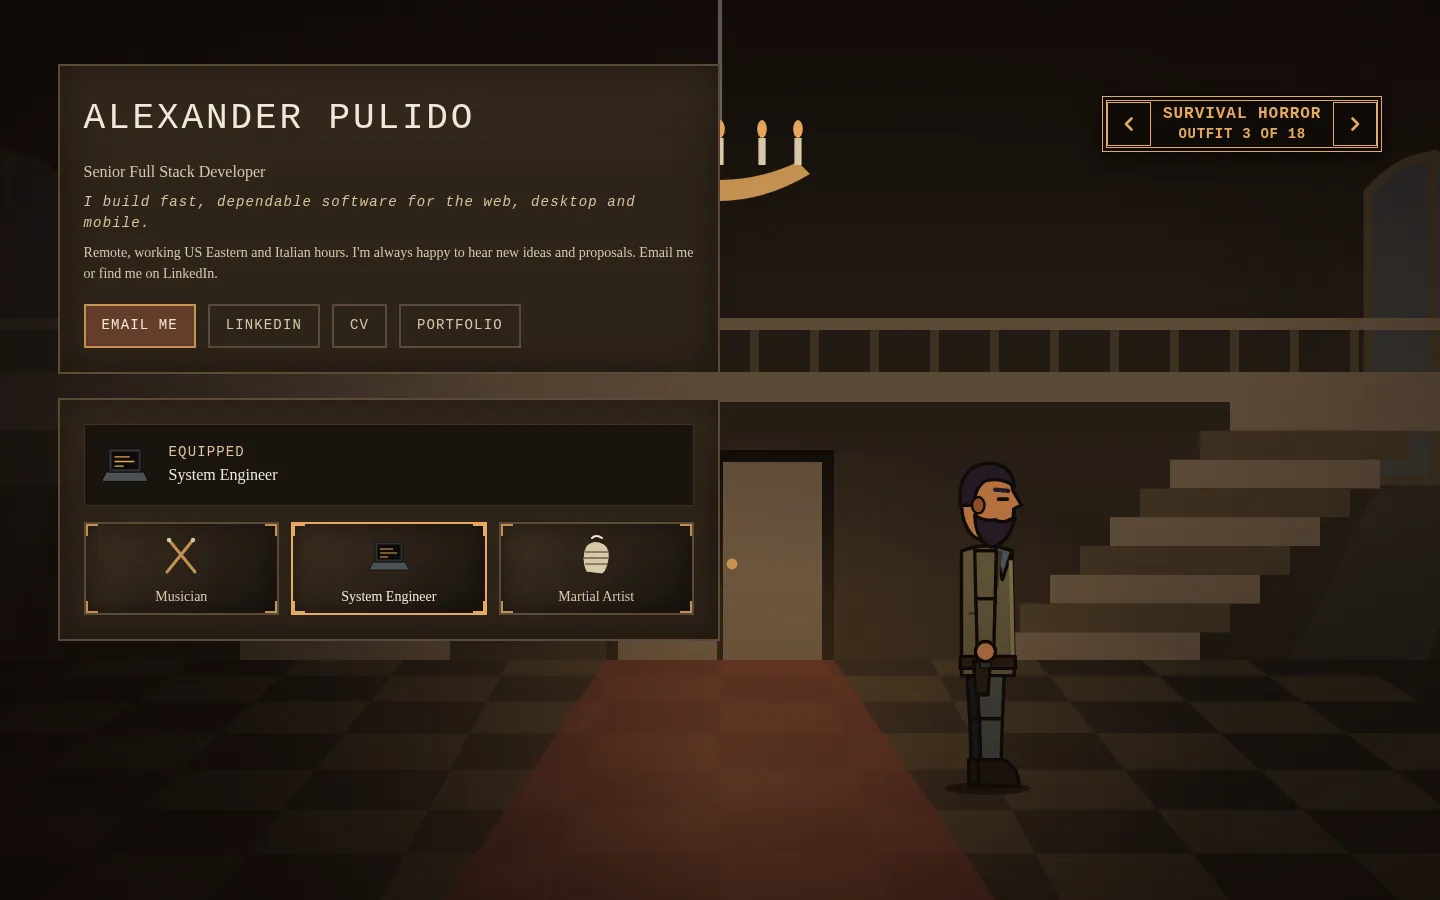 ALEXANDER PULIDO
Senior Full Stack Developer
I build fast, dependable software for the web, desktop and
mobile.
Remote, working US Eastern and Italian hours. I'm always happy to hear new ideas and proposals. Email me
or find me on LinkedIn.
EMAIL ME
LINKEDIN
CV
PORTFOLIO
SURVIVAL HORROR
OUTFIT 3 OF 18
EQUIPPED
System Engineer
Musician
System Engineer
Martial Artist